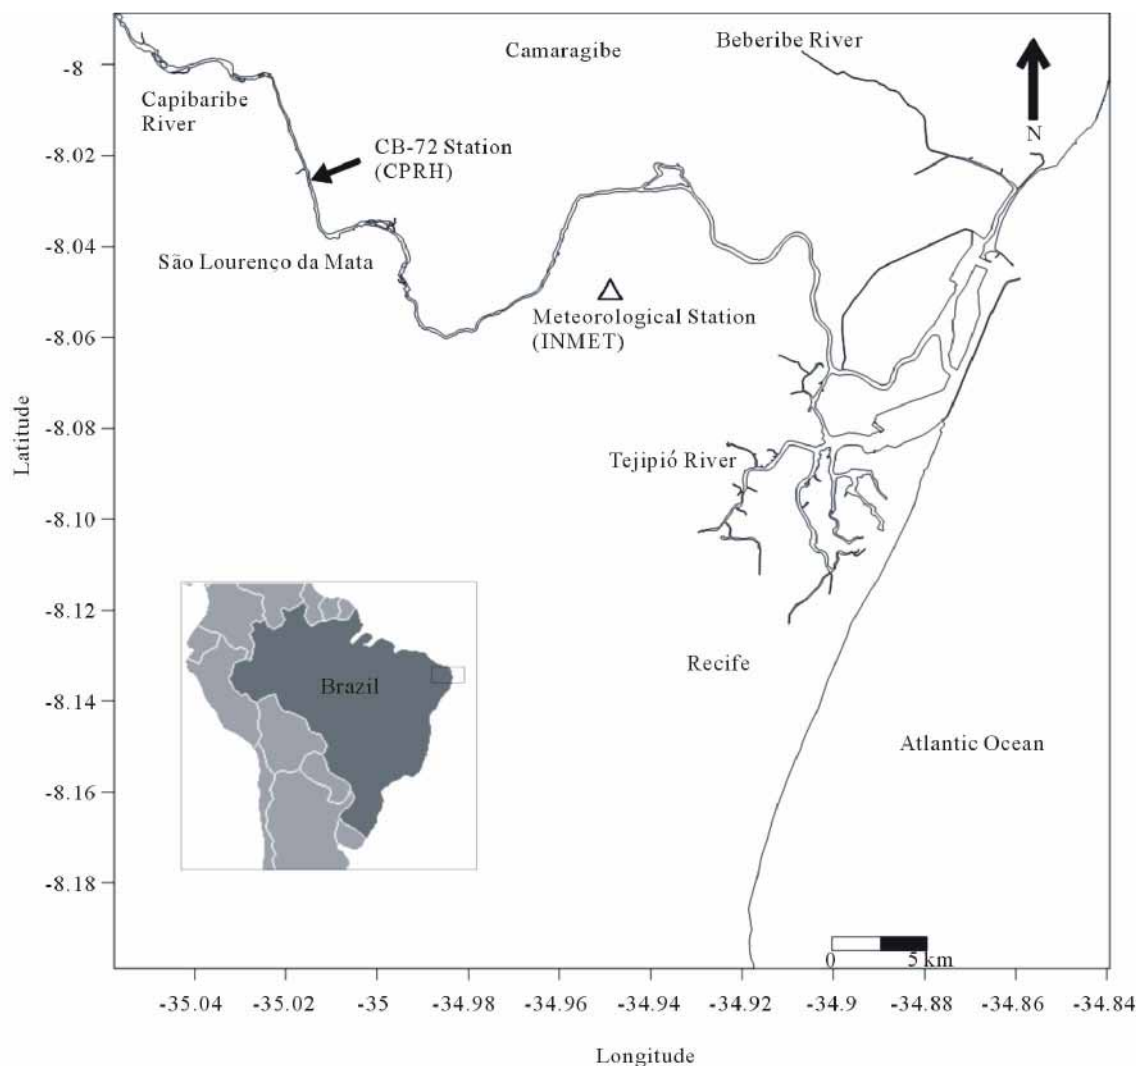 Beberibe River
Camaragibe
-8
Capibaribe
River
N
CB-72 Station
(CPRH)
-8.02
-8.04
São Lourenço da Mata
Meteorological Station
(INMET)
-8.06
Latitude
-8.08
Tejipió River
-8.10
-8.12
Recife
Brazil
-8.14
Atlantic Ocean
-8.16
-8.18
0 5 km
-35.04 -35.02 -35 -34.98 -34.96 -34.94 -34.92 -34.9 -34.88 -34.86 -34.84
Longitude